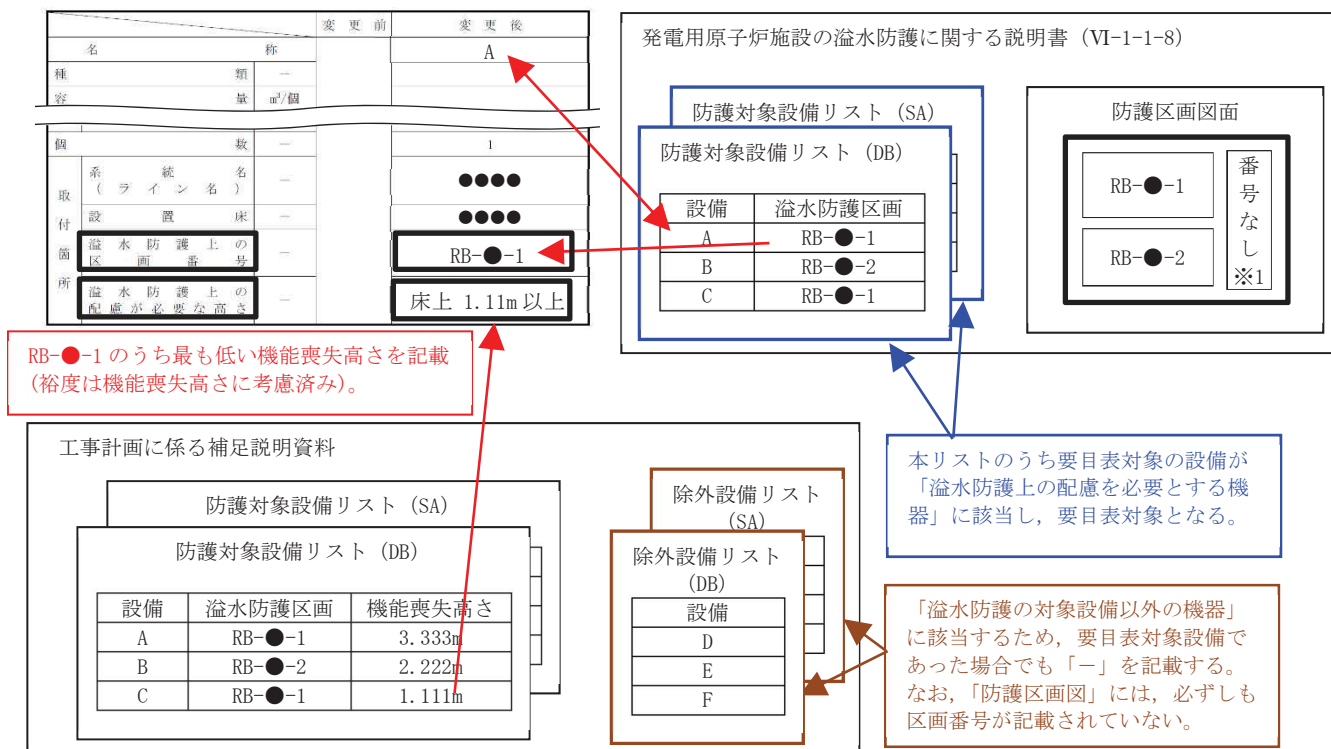 変更前 変更後
名称 A
種類 －
容量 m³/個
個数 － 1
取付箇所
系統名
(ライン名) － ●●●●
設置床 － ●●●●
溢水防護上の
区画番号 － RB-●-1
溢水防護上の
配慮が必要な高さ － 床上 1.11m以上
RB-●-1 のうち最も低い機能喪失高さを記載
(裕度は機能喪失高さに考慮済み)。
発電用原子炉施設の溢水防護に関する説明書 (Ⅵ-1-1-8)
防護対象設備リスト (SA)
防護対象設備リスト (DB)
設備 溢水防護区画
A RB-●-1
B RB-●-2
C RB-●-1
防護区画図面
RB-●-1
RB-●-2
番号なし※1
本リストのうち要目表対象の設備が
「溢水防護上の配慮を必要とする機
器」に該当し，要目表対象となる。
工事計画に係る補足説明資料
防護対象設備リスト (SA)
防護対象設備リスト (DB)
設備 溢水防護区画 機能喪失高さ
A RB-●-1 3.333m
B RB-●-2 2.222m
C RB-●-1 1.111m
除外設備リスト
(SA)
除外設備リスト
(DB)
設備
D
E
F
「溢水防護の対象設備以外の機器」
に該当するため，要目表対象設備で
あった場合でも「－」を記載する。
なお，「防護区画図」には，必ずしも
区画番号が記載されていない。